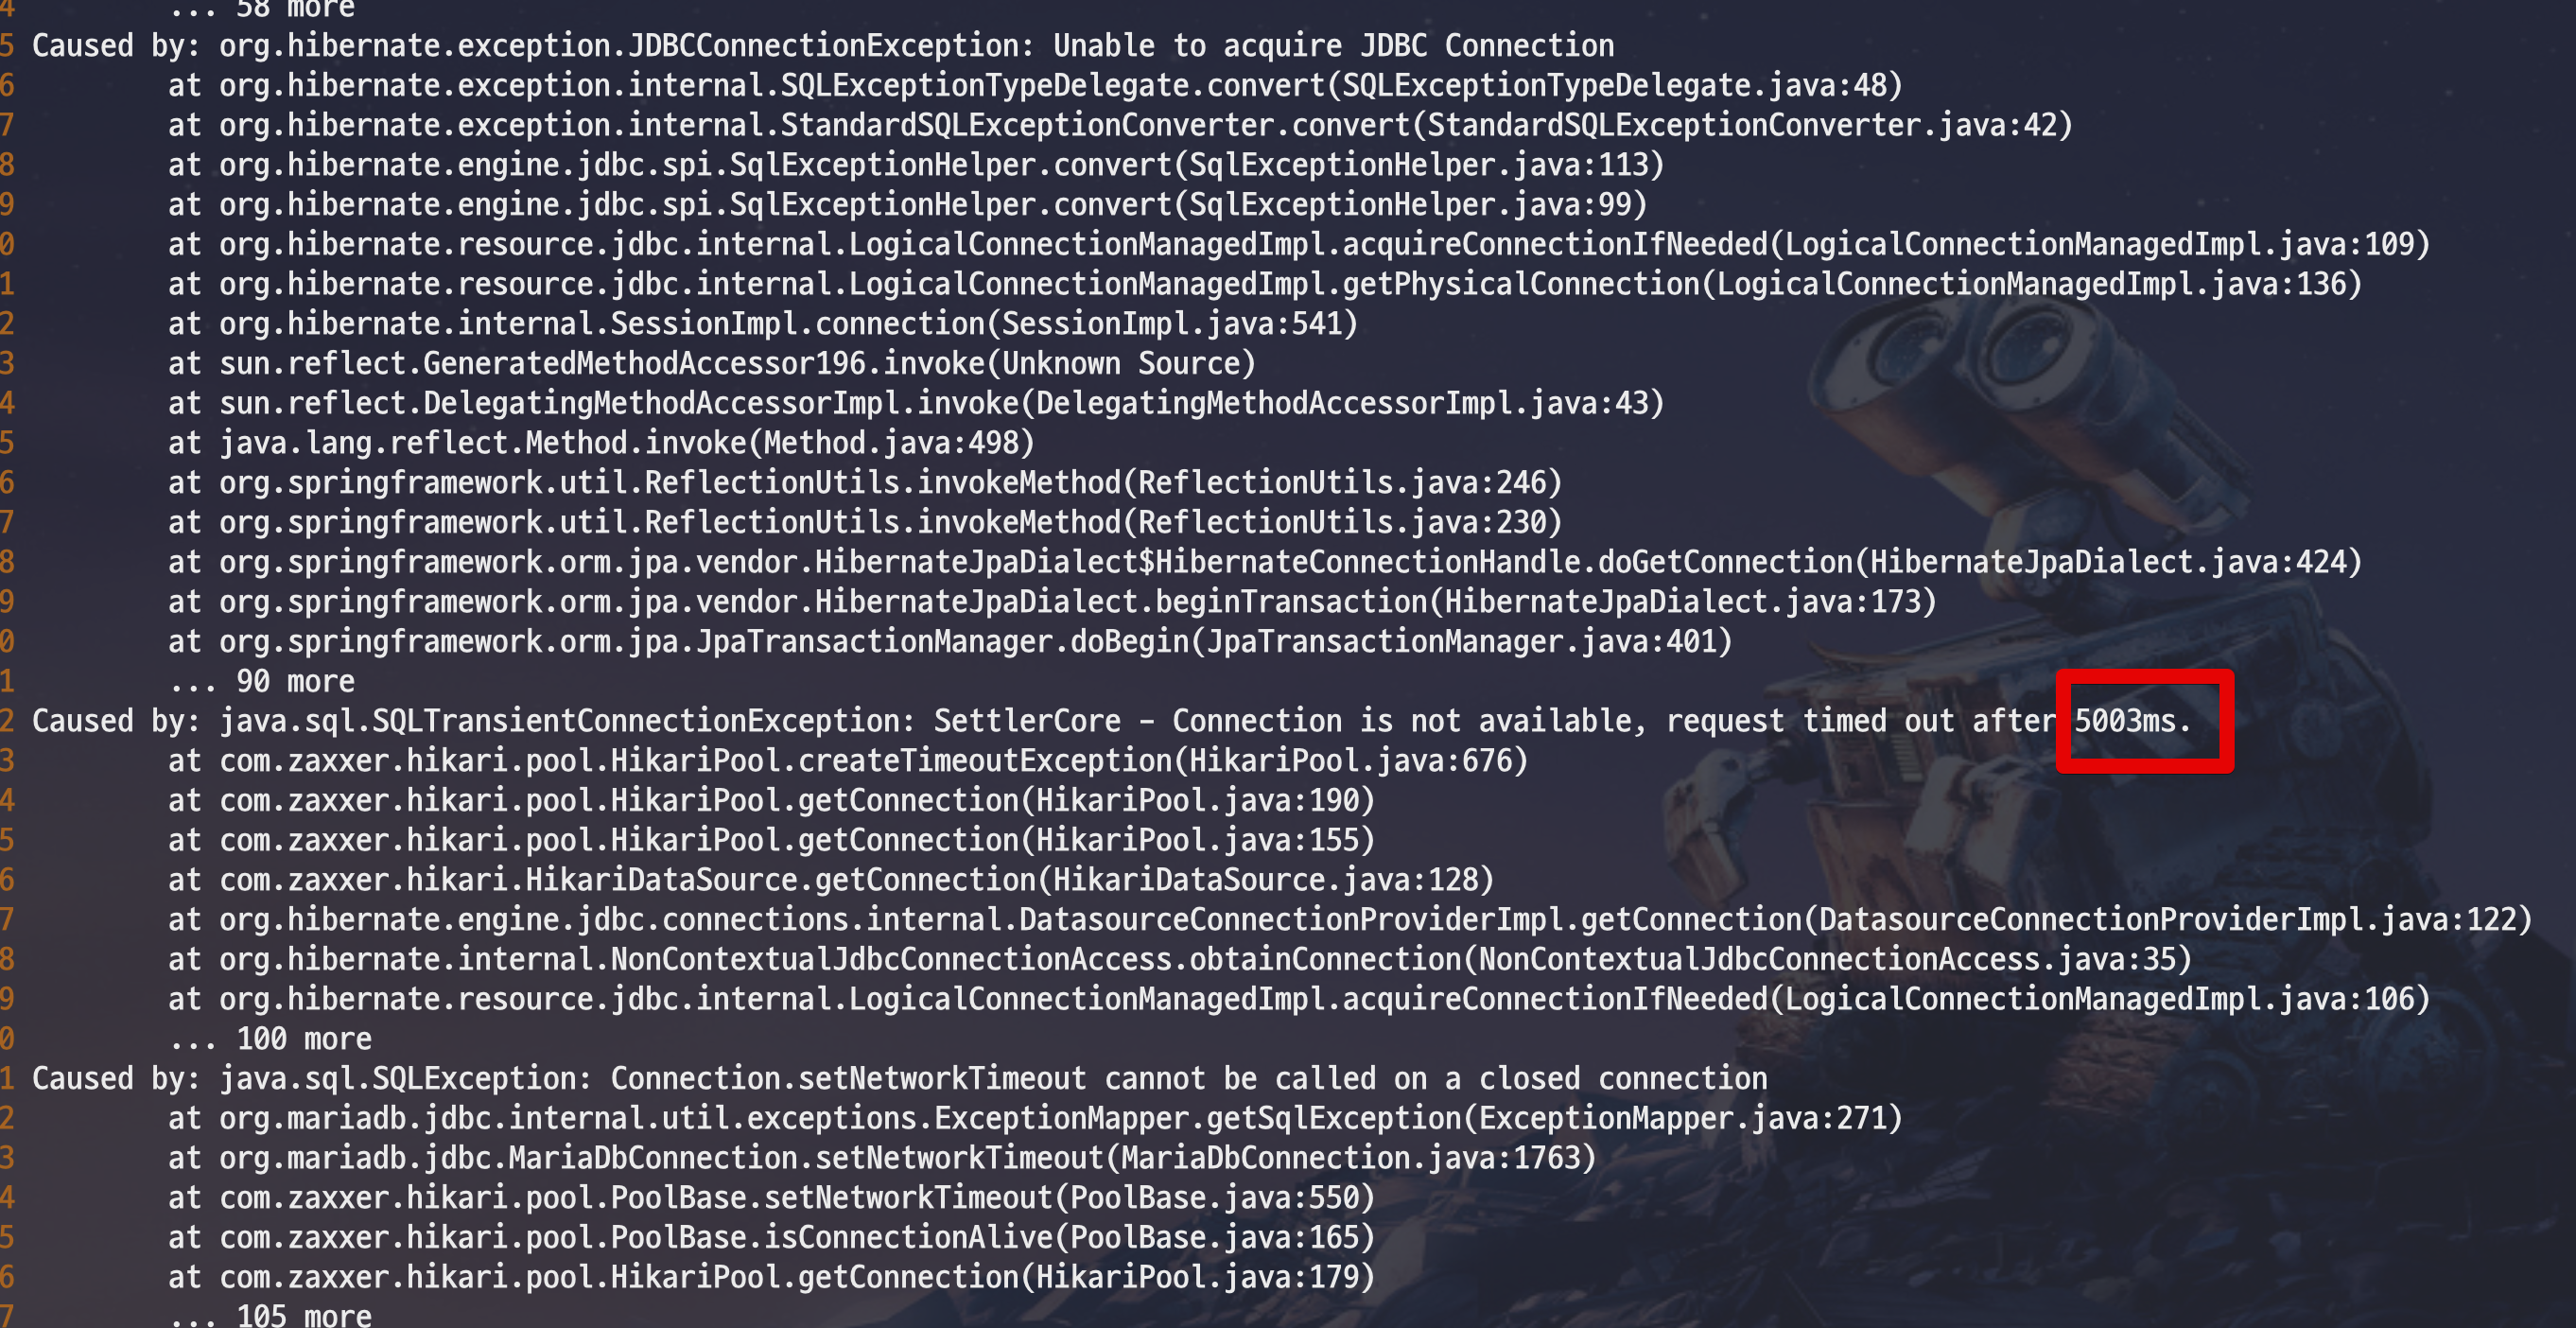 4         ... 58 more
5 Caused by: org.hibernate.exception.JDBCConnectionException: Unable to acquire JDBC Connection
6         at org.hibernate.exception.internal.SQLExceptionTypeDelegate.convert(SQLExceptionTypeDelegate.java:48)
7         at org.hibernate.exception.internal.StandardSQLExceptionConverter.convert(StandardSQLExceptionConverter.java:42)
8         at org.hibernate.engine.jdbc.spi.SqlExceptionHelper.convert(SqlExceptionHelper.java:113)
9         at org.hibernate.engine.jdbc.spi.SqlExceptionHelper.convert(SqlExceptionHelper.java:99)
0         at org.hibernate.resource.jdbc.internal.LogicalConnectionManagedImpl.acquireConnectionIfNeeded(LogicalConnectionManagedImpl.java:109)
1         at org.hibernate.resource.jdbc.internal.LogicalConnectionManagedImpl.getPhysicalConnection(LogicalConnectionManagedImpl.java:136)
2         at org.hibernate.internal.SessionImpl.connection(SessionImpl.java:541)
3         at sun.reflect.GeneratedMethodAccessor196.invoke(Unknown Source)
4         at sun.reflect.DelegatingMethodAccessorImpl.invoke(DelegatingMethodAccessorImpl.java:43)
5         at java.lang.reflect.Method.invoke(Method.java:498)
6         at org.springframework.util.ReflectionUtils.invokeMethod(ReflectionUtils.java:246)
7         at org.springframework.util.ReflectionUtils.invokeMethod(ReflectionUtils.java:230)
8         at org.springframework.orm.jpa.vendor.HibernateJpaDialect$HibernateConnectionHandle.doGetConnection(HibernateJpaDialect.java:424)
9         at org.springframework.orm.jpa.vendor.HibernateJpaDialect.beginTransaction(HibernateJpaDialect.java:173)
0         at org.springframework.orm.jpa.JpaTransactionManager.doBegin(JpaTransactionManager.java:401)
1         ... 90 more
2 Caused by: java.sql.SQLTransientConnectionException: SettlerCore - Connection is not available, request timed out after 5003ms.
3         at com.zaxxer.hikari.pool.HikariPool.createTimeoutException(HikariPool.java:676)
4         at com.zaxxer.hikari.pool.HikariPool.getConnection(HikariPool.java:190)
5         at com.zaxxer.hikari.pool.HikariPool.getConnection(HikariPool.java:155)
6         at com.zaxxer.hikari.HikariDataSource.getConnection(HikariDataSource.java:128)
7         at org.hibernate.engine.jdbc.connections.internal.DatasourceConnectionProviderImpl.getConnection(DatasourceConnectionProviderImpl.java:122)
8         at org.hibernate.internal.NonContextualJdbcConnectionAccess.obtainConnection(NonContextualJdbcConnectionAccess.java:35)
9         at org.hibernate.resource.jdbc.internal.LogicalConnectionManagedImpl.acquireConnectionIfNeeded(LogicalConnectionManagedImpl.java:106)
0         ... 100 more
1 Caused by: java.sql.SQLException: Connection.setNetworkTimeout cannot be called on a closed connection
2         at org.mariadb.jdbc.internal.util.exceptions.ExceptionMapper.getSqlException(ExceptionMapper.java:271)
3         at org.mariadb.jdbc.MariaDbConnection.setNetworkTimeout(MariaDbConnection.java:1763)
4         at com.zaxxer.hikari.pool.PoolBase.setNetworkTimeout(PoolBase.java:550)
5         at com.zaxxer.hikari.pool.PoolBase.isConnectionAlive(PoolBase.java:165)
6         at com.zaxxer.hikari.pool.HikariPool.getConnection(HikariPool.java:179)
7         ... 105 more